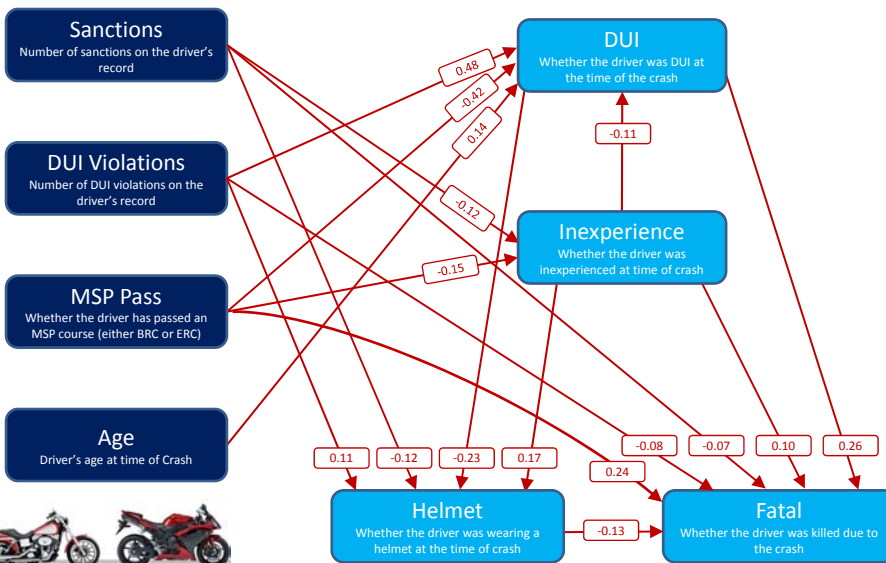 Sanctions
Number of sanctions on the driver's
record
DUI
Whether the driver was DUI at
the time of the crash
0.48
-0.42
0.14
-0.11
DUI Violations
Number of DUI violations on the
driver's record
-0.12
Inexperience
Whether the driver was
inexperienced at time of crash
-0.15
MSP Pass
Whether the driver has passed an
MSP course (either BRC or ERC)
Age
Driver's age at time of Crash
0.11
-0.12
-0.23
0.17
0.24
-0.08
-0.07
0.10
0.26
Helmet
Whether the driver was wearing a
helmet at the time of crash
-0.13
Fatal
Whether the driver was killed due to
the crash